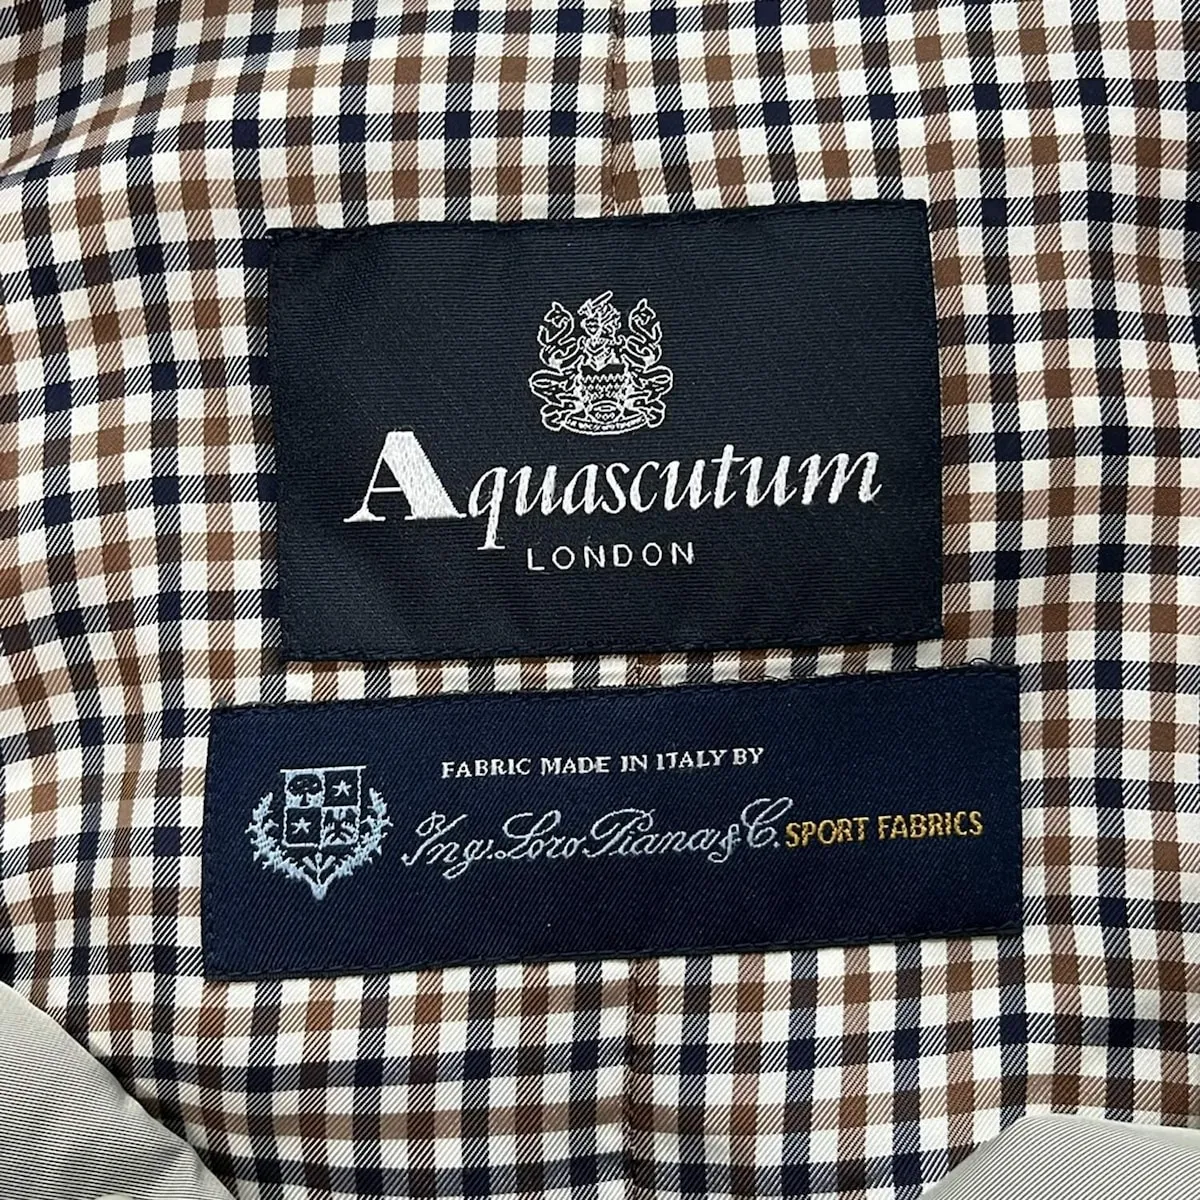 Aquascutum
LONDON
FABRIC MADE IN ITALY BY
Ing. Loro Piana & C. SPORT FABRICS